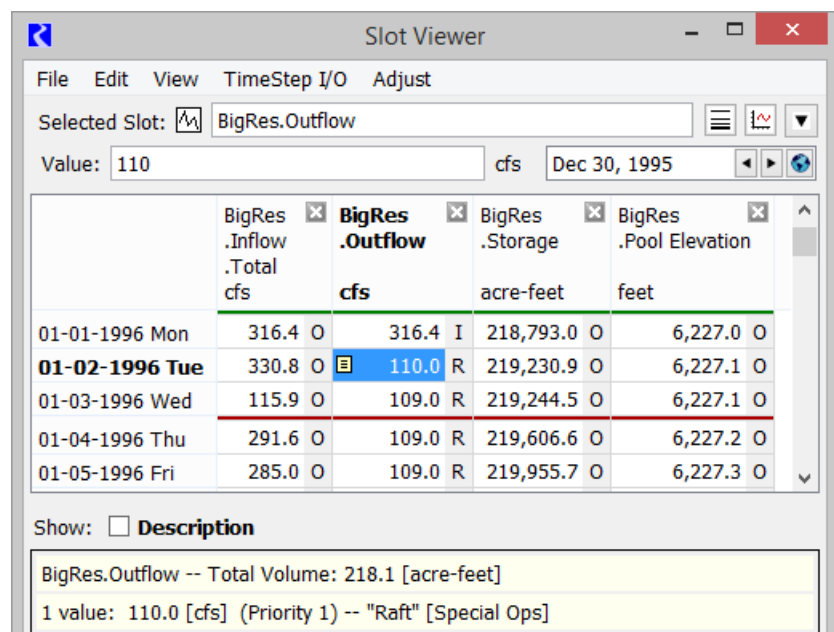 Slot Viewer
File Edit View TimeStep I/O Adjust
Selected Slot: BigRes.Outflow
Value: 110 cfs Dec 30, 1995
BigRes .Inflow .Total cfs
BigRes .Outflow cfs
BigRes .Storage acre-feet
BigRes .Pool Elevation feet
01-01-1996 Mon 316.4 O 316.4 I 218,793.0 O 6,227.0 O
01-02-1996 Tue 330.8 O 110.0 R 219,230.9 O 6,227.1 O
01-03-1996 Wed 115.9 O 109.0 R 219,244.5 O 6,227.1 O
01-04-1996 Thu 291.6 O 109.0 R 219,606.6 O 6,227.2 O
01-05-1996 Fri 285.0 O 109.0 R 219,955.7 O 6,227.3 O
Show: Description
BigRes.Outflow -- Total Volume: 218.1 [acre-feet]
1 value: 110.0 [cfs] (Priority 1) -- "Raft" [Special Ops]